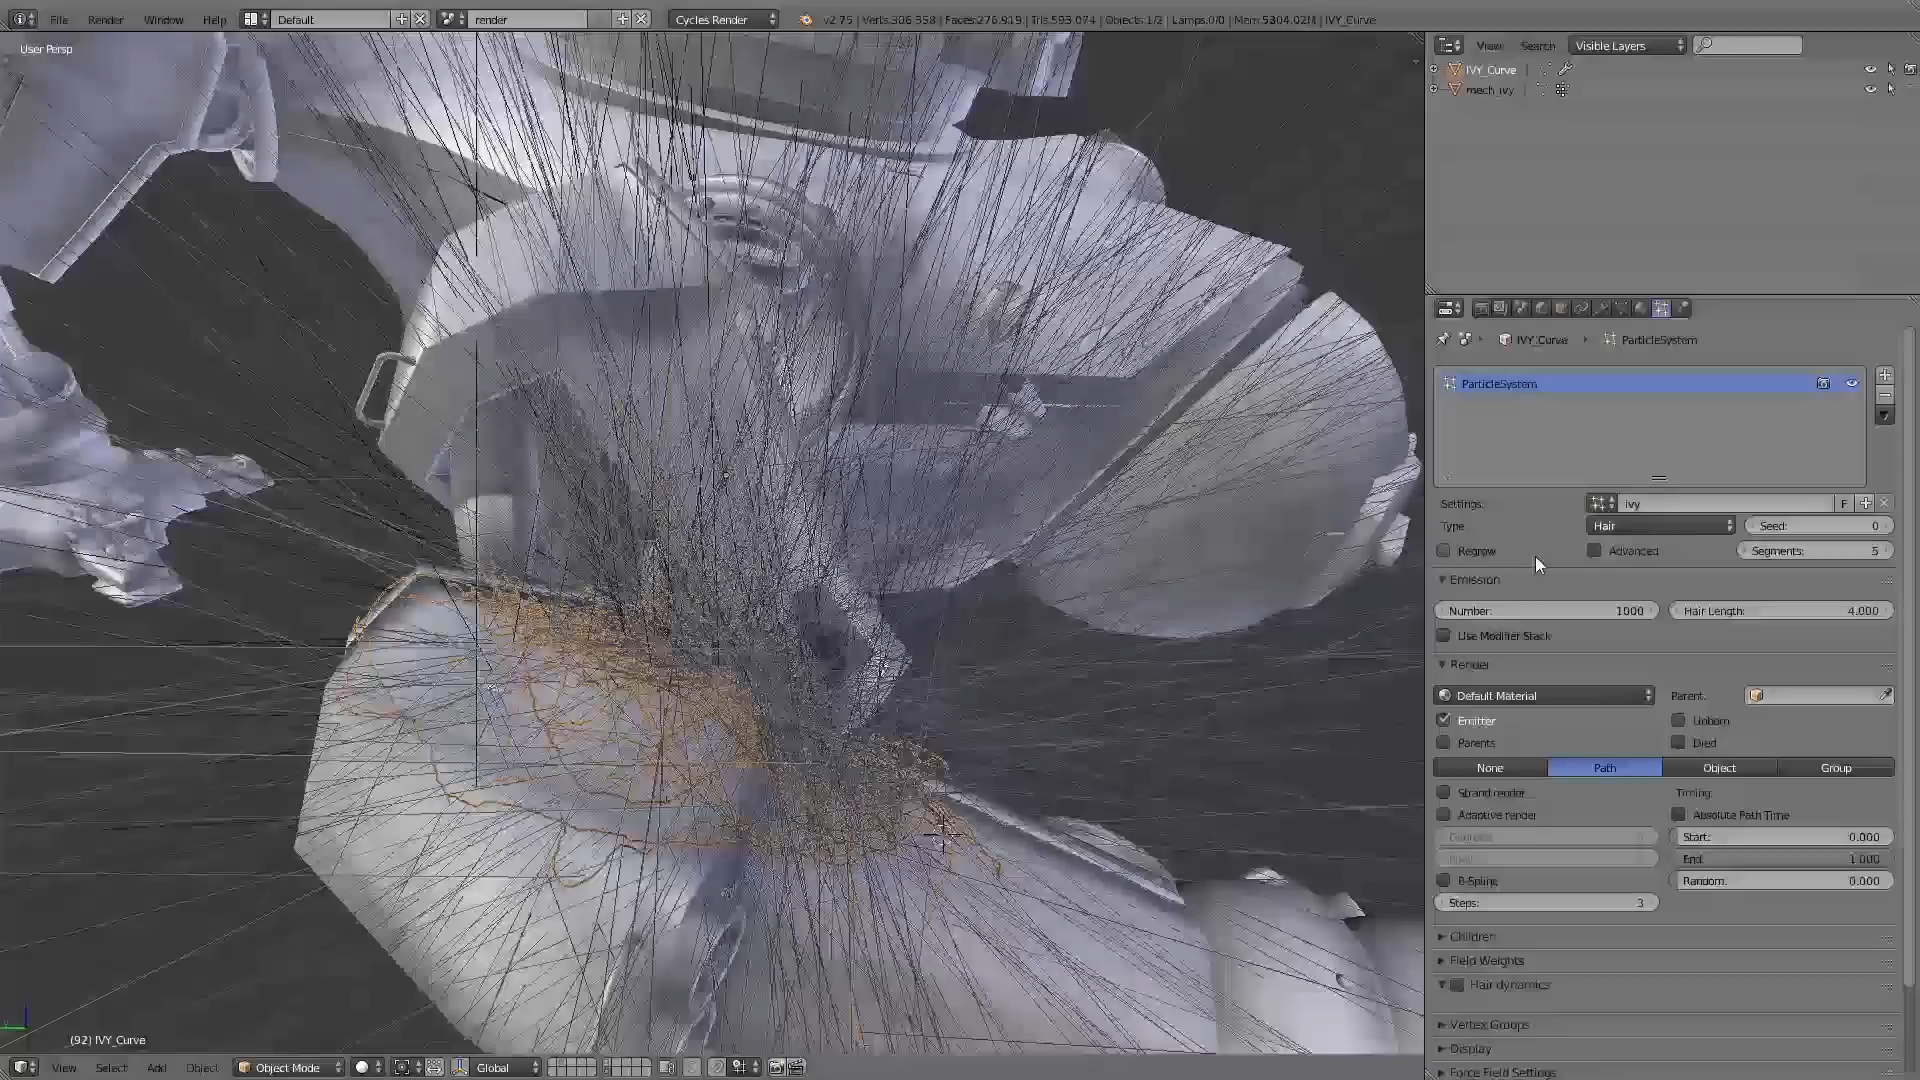 File Render Window Help Default render Cycles Render v2.75 | Verts:306,358 | Faces:276,919 | Tris:593,074 | Objects:1/2 | Lamps:0/0 | Mem:5304.02M | IVY_Curve
User Persp
View Search Visible Layers
IVY_Curve
mech_ivy
IVY_Curve ParticleSystem
ParticleSystem
Settings: ivy F
Type Hair Seed: 0
Regrow Advanced Segments: 5
Emission
Number: 1000 Hair Length: 4.000
Use Modifier Stack
Render
Default Material Parent:
Emitter Unborn
Parents Died
None Path Object Group
Strand render Timing:
Adaptive render Absolute Path Time
Start: 0.000
End: 1.000
B-Spline Random: 0.000
Steps: 3
Children
Field Weights
Hair dynamics
Vertex Groups
Display
Force Field Settings
(92) IVY_Curve
View Select Add Object Object Mode Global